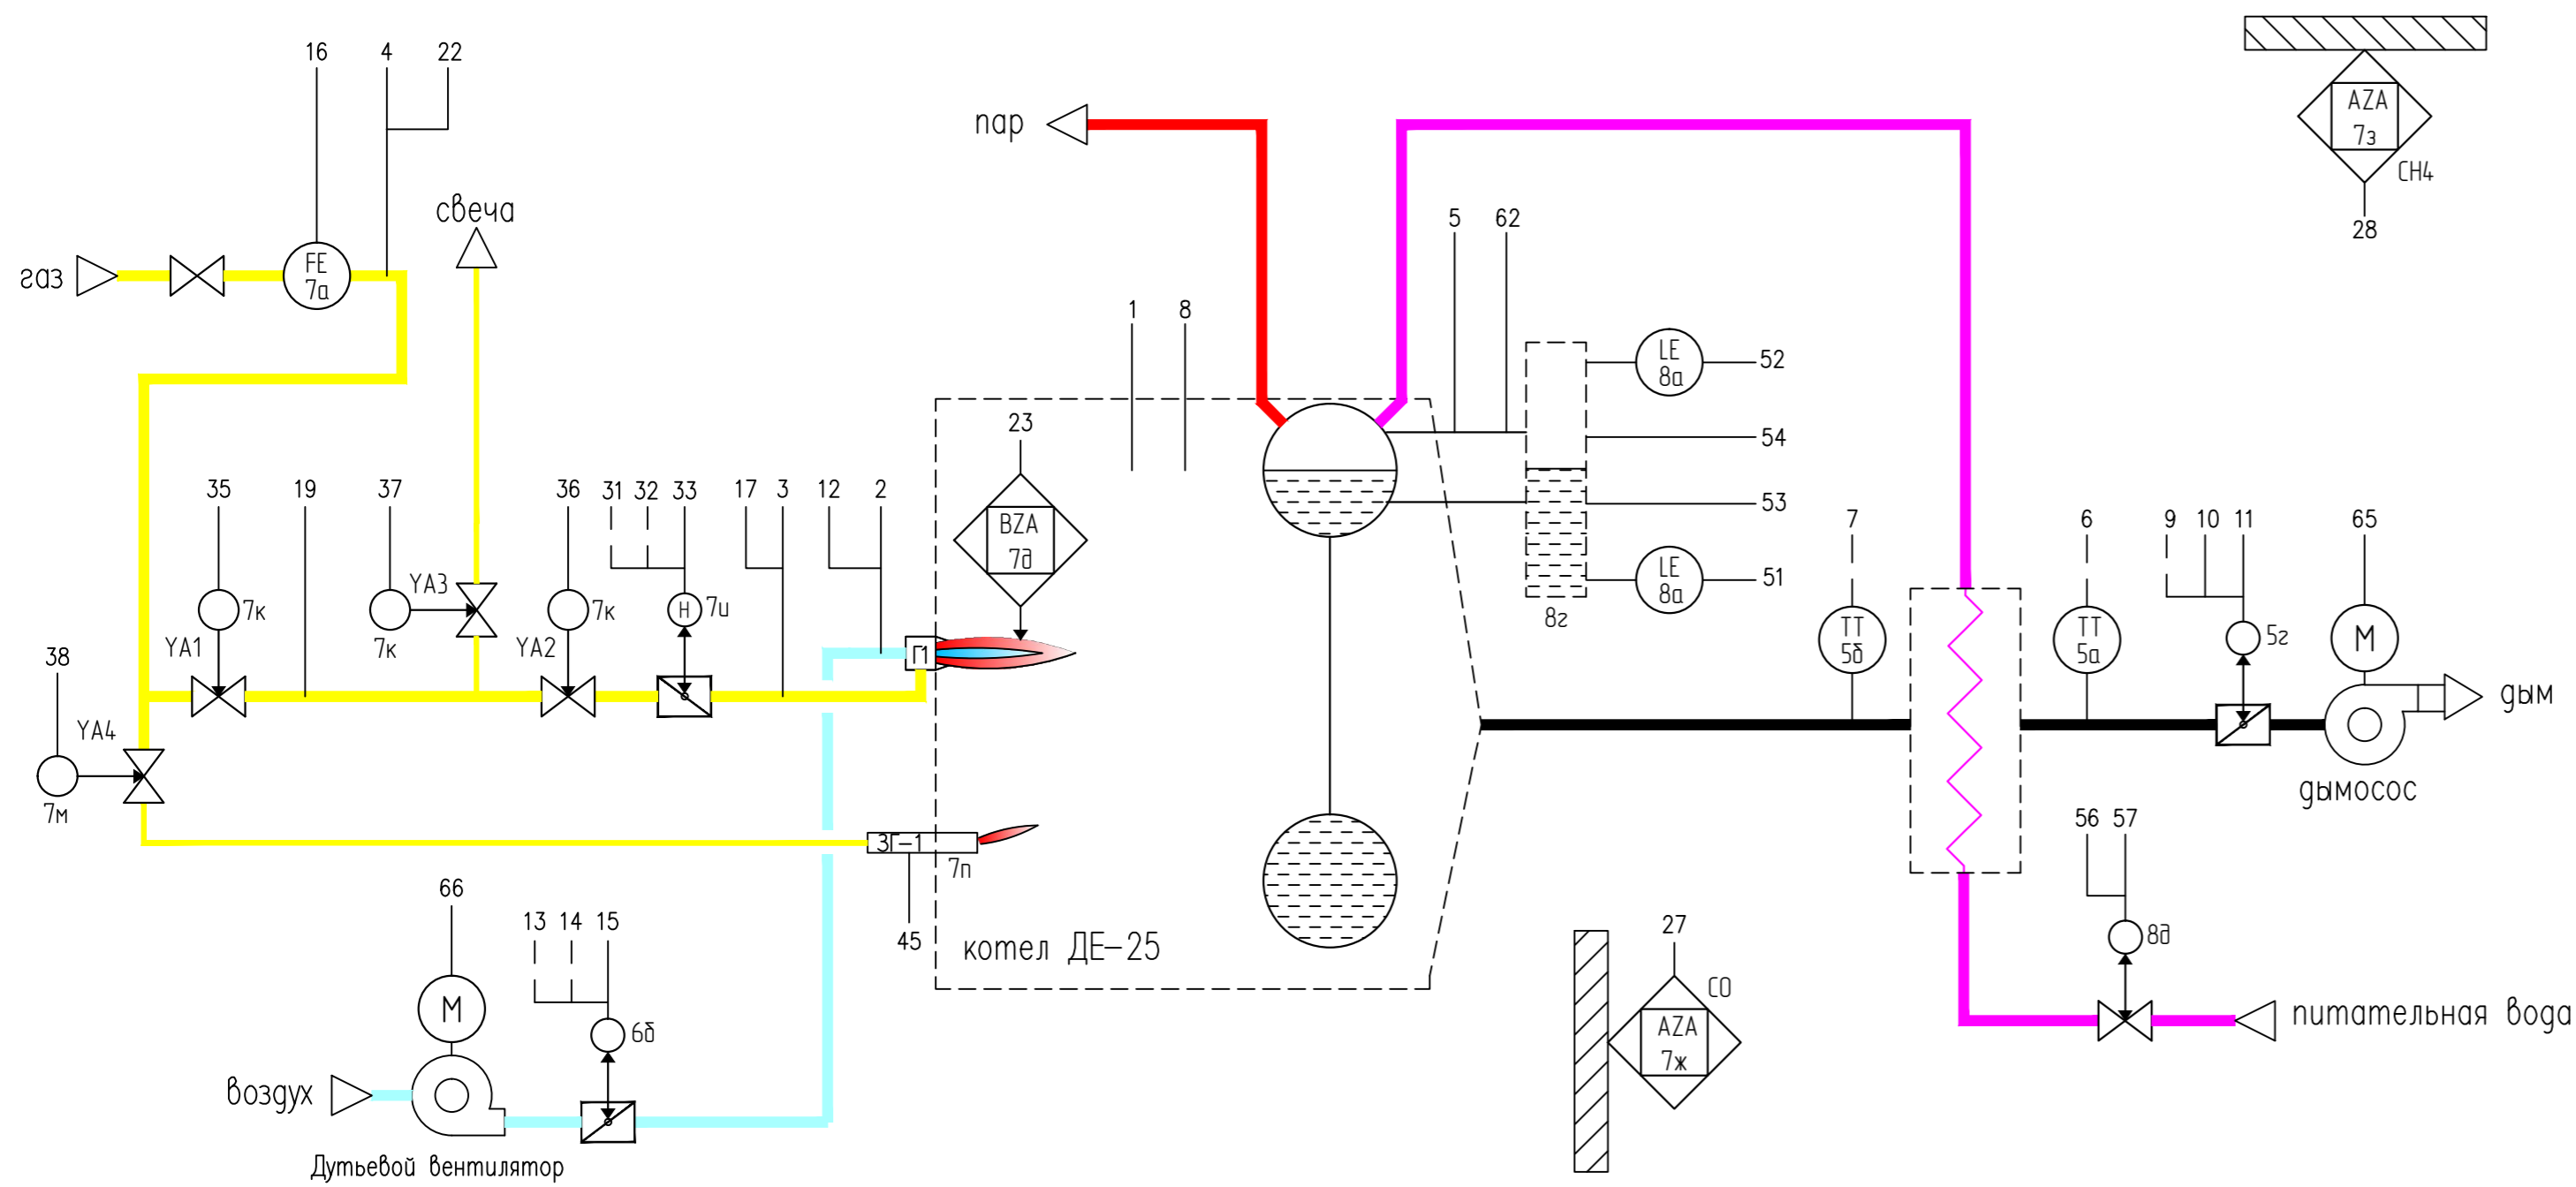 16 4 22
AZA
7з
CH4
28
пар
свеча
5 62
газ
FE
7а
1 8
LE
8а
52
54
53
LE
8а
51
8г
23
BZA
7д
35 19 37 36 31 32 33 17 3 12 2
7 6 9 10 11 65
YA1
7к
YA3
7к
YA2
7к
H
7и
Г1
TT
5б
TT
5а
5г
M
дым
дымосос
38
YA4
7м
ЗГ-1
7п
45
котел ДЕ-25
56 57
8д
питательная вода
66
M
13 14 15
6б
27
CO
AZA
7ж
воздух
Дутьевой вентилятор